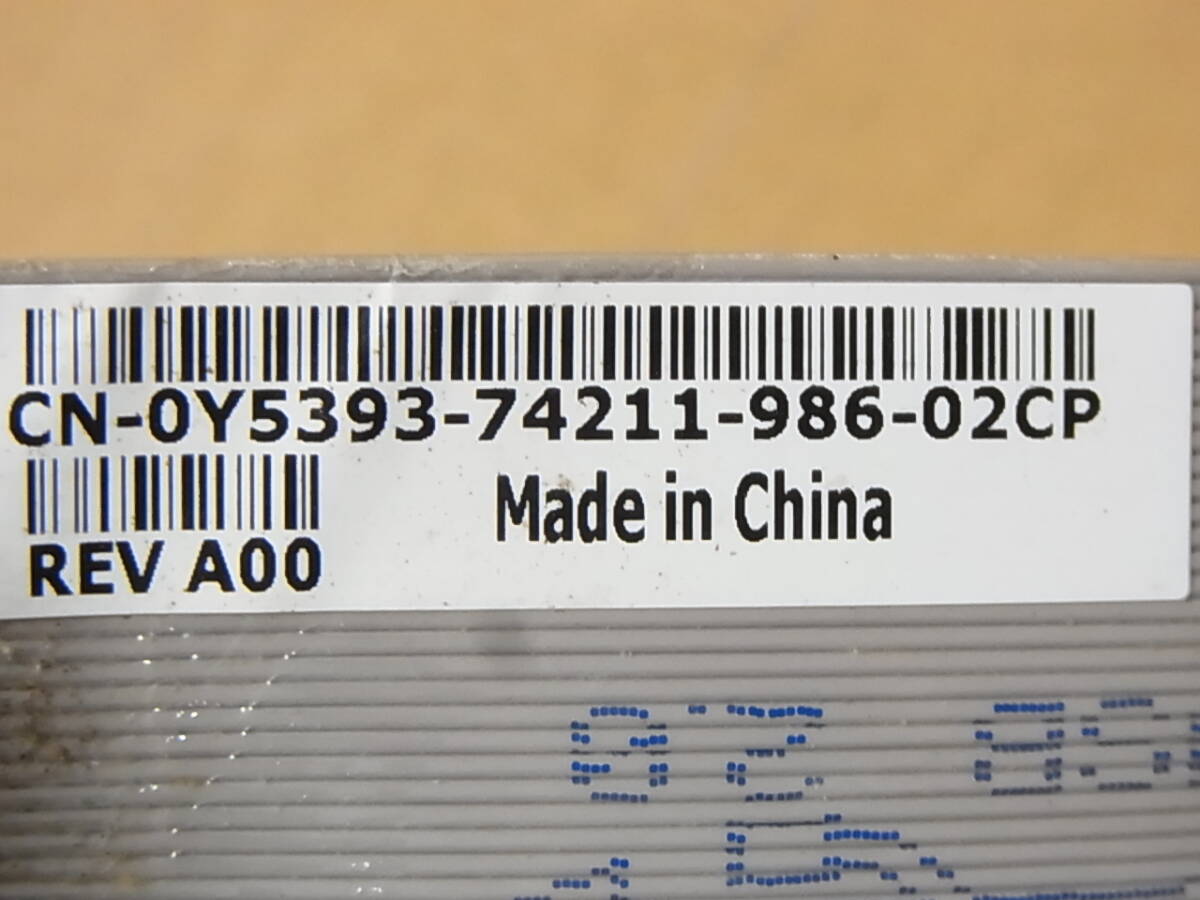 CN-0Y5393-74211-986-02CP
Made in China
REV A00